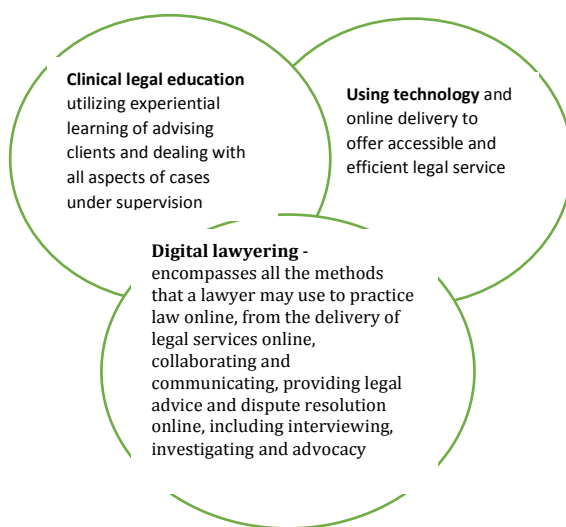 Clinical legal education
utilizing experiential
learning of advising
clients and dealing with
all aspects of cases
under supervision
Using technology and
online delivery to
offer accessible and
efficient legal service
Digital lawyering -
encompasses all the methods
that a lawyer may use to practice
law online, from the delivery of
legal services online,
collaborating and
communicating, providing legal
advice and dispute resolution
online, including interviewing,
investigating and advocacy